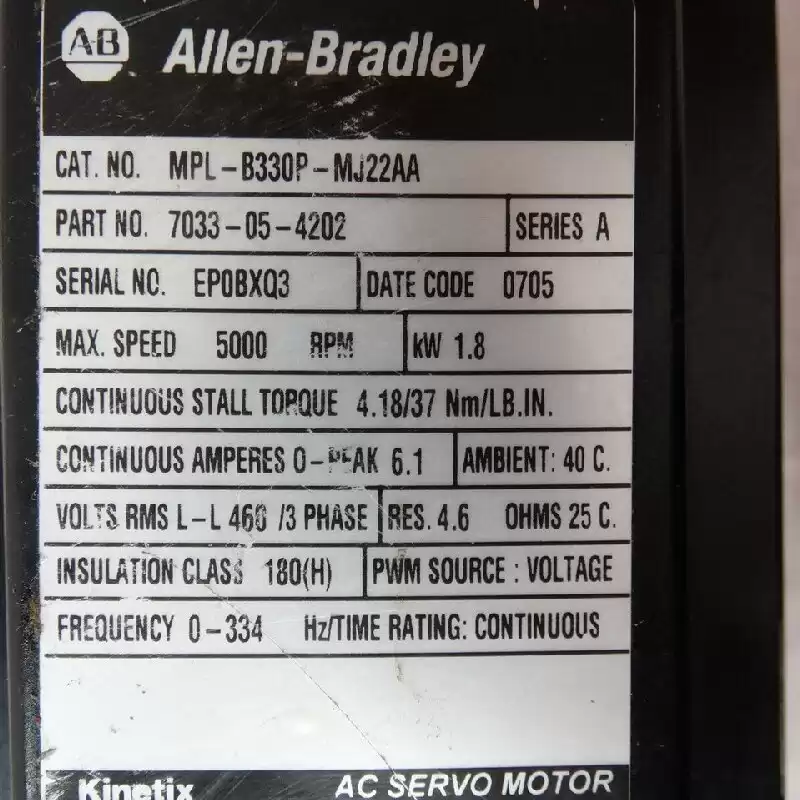 AB Allen-Bradley
CAT. NO. MPL-B330P-MJ22AA
PART NO. 7033-05-4202 SERIES A
SERIAL NO. EP0BXQ3 DATE CODE 0705
MAX. SPEED 5000 RPM kW 1.8
CONTINUOUS STALL TORQUE 4.18/37 Nm/LB.IN.
CONTINUOUS AMPERES 0-PEAK 6.1 AMBIENT: 40 C.
VOLTS RMS L-L 460 /3 PHASE RES. 4.6 OHMS 25 C.
INSULATION CLASS 180(H) PWM SOURCE : VOLTAGE
FREQUENCY 0-334 Hz/TIME RATING: CONTINUOUS
Kinetix AC SERVO MOTOR